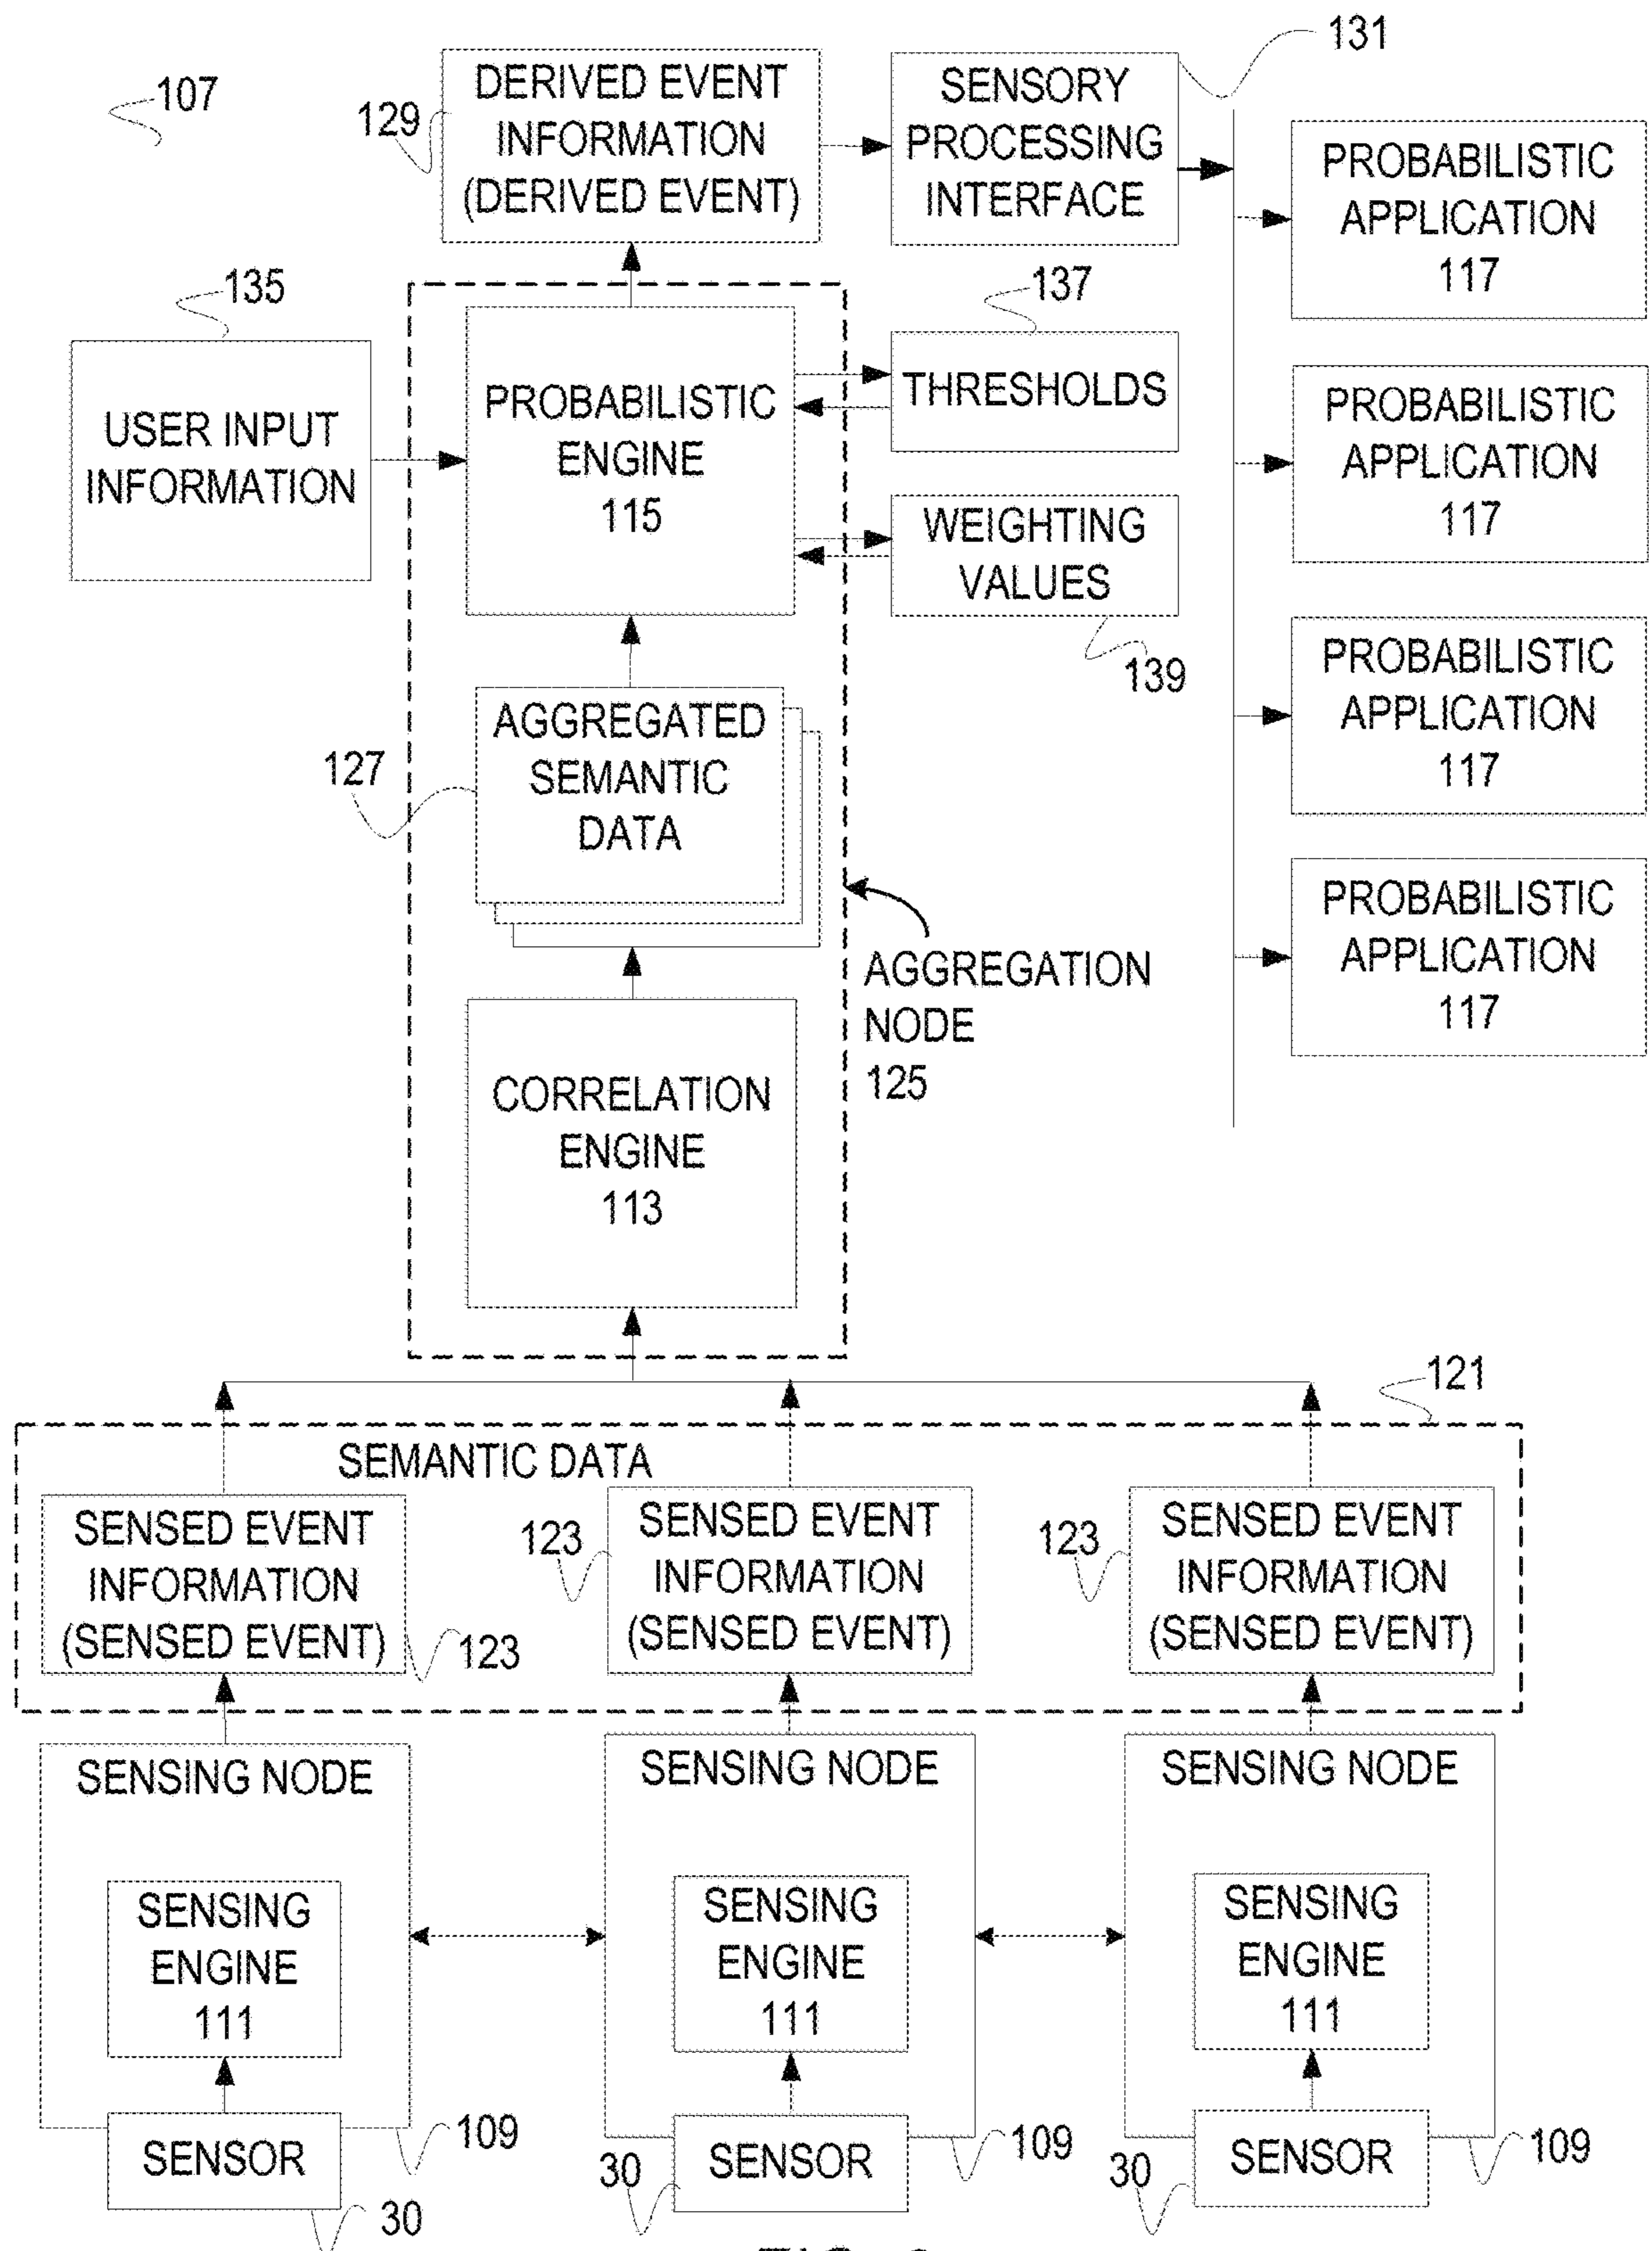 131
107
129
DERIVED EVENT
INFORMATION
(DERIVED EVENT)
SENSORY
PROCESSING
INTERFACE
PROBABILISTIC
APPLICATION
117
135
137
USER INPUT
INFORMATION
PROBABILISTIC
ENGINE
115
THRESHOLDS
PROBABILISTIC
APPLICATION
117
WEIGHTING
VALUES
139
PROBABILISTIC
APPLICATION
117
127
AGGREGATED
SEMANTIC
DATA
PROBABILISTIC
APPLICATION
117
AGGREGATION
NODE
125
CORRELATION
ENGINE
113
121
SEMANTIC DATA
SENSED EVENT
INFORMATION
(SENSED EVENT)
123
123
SENSED EVENT
INFORMATION
(SENSED EVENT)
123
SENSED EVENT
INFORMATION
(SENSED EVENT)
SENSING NODE
SENSING NODE
SENSING NODE
SENSING
ENGINE
111
SENSING
ENGINE
111
SENSING
ENGINE
111
SENSOR
109
30
30
SENSOR
109
30
SENSOR
109